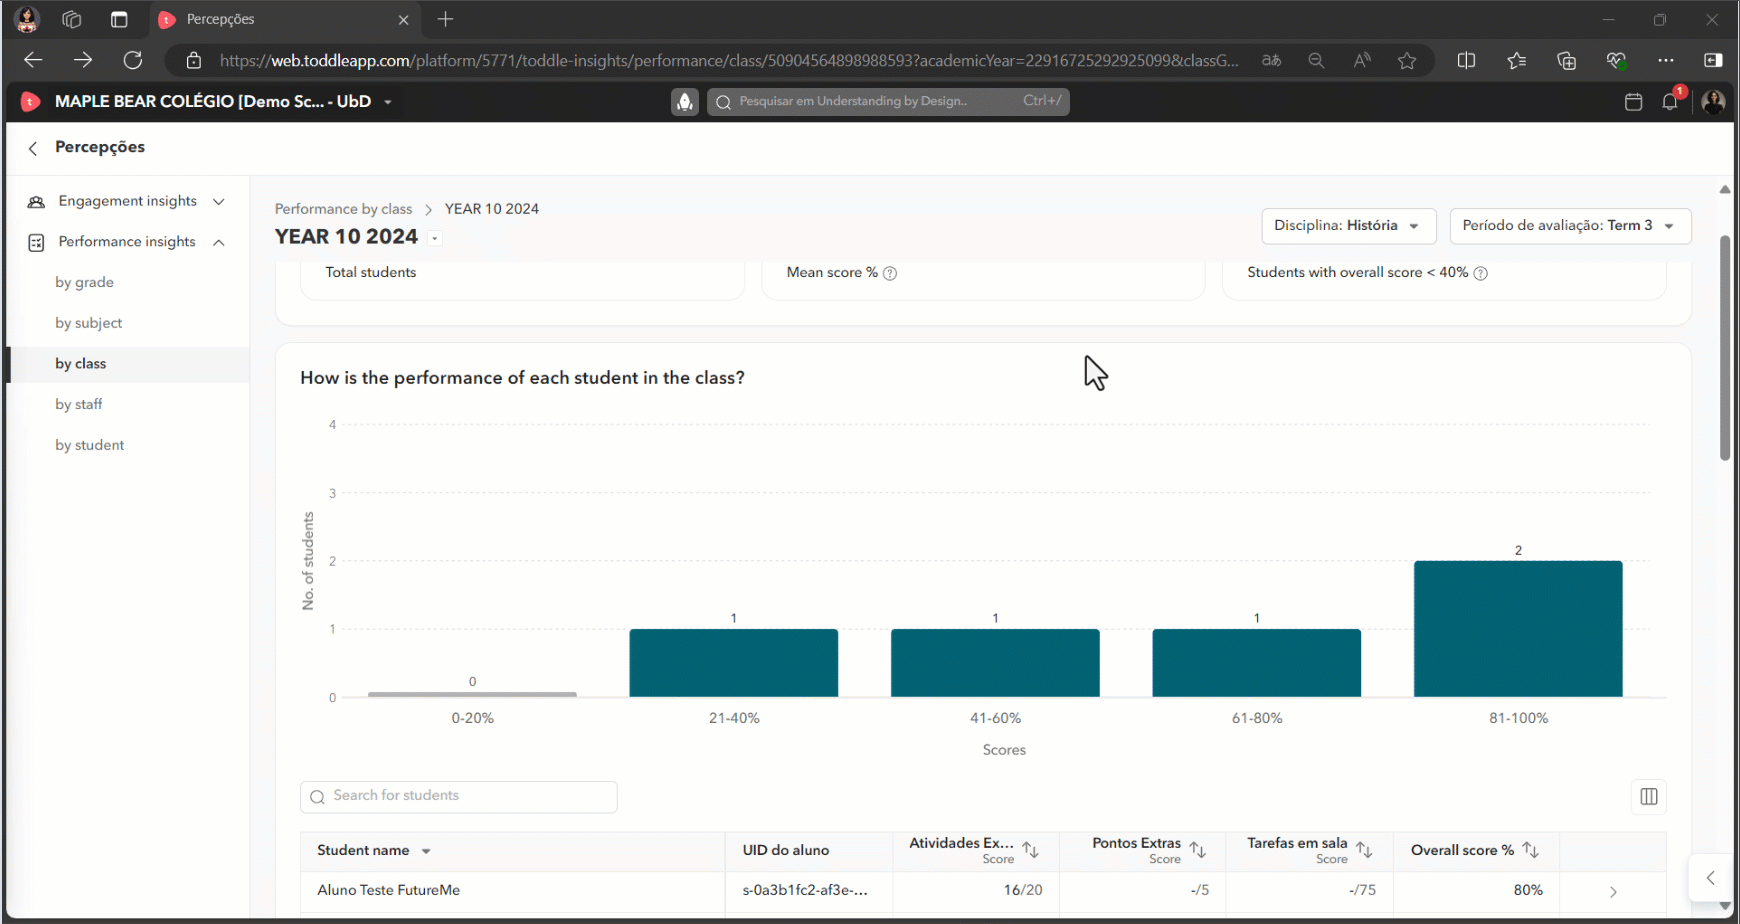 Percepções
https://web.toddleapp.com/platform/5771/toddle-insights/performance/class/50904564898988593?academicYear=22916725292925099&classG...
MAPLE BEAR COLÉGIO [Demo Sc... - UbD
Pesquisar em Understanding by Design..
Ctrl+/
1
Percepções
Engagement insights
Performance insights
by grade
by subject
by class
by staff
by student
Performance by class > YEAR 10 2024
YEAR 10 2024
Disciplina: História
Período de avaliação: Term 3
Total students
Mean score % ?
Students with overall score < 40% ?
How is the performance of each student in the class?
4
3
2
1
0
No. of students
0
1
1
1
2
0-20%
21-40%
41-60%
61-80%
81-100%
Scores
Search for students
Student name
UID do aluno
Atividades Ex...
Score
Pontos Extras
Score
Tarefas em sala
Score
Overall score %
Aluno Teste FutureMe
s-0a3b1fc2-af3e-...
16/20
-/5
-/75
80%